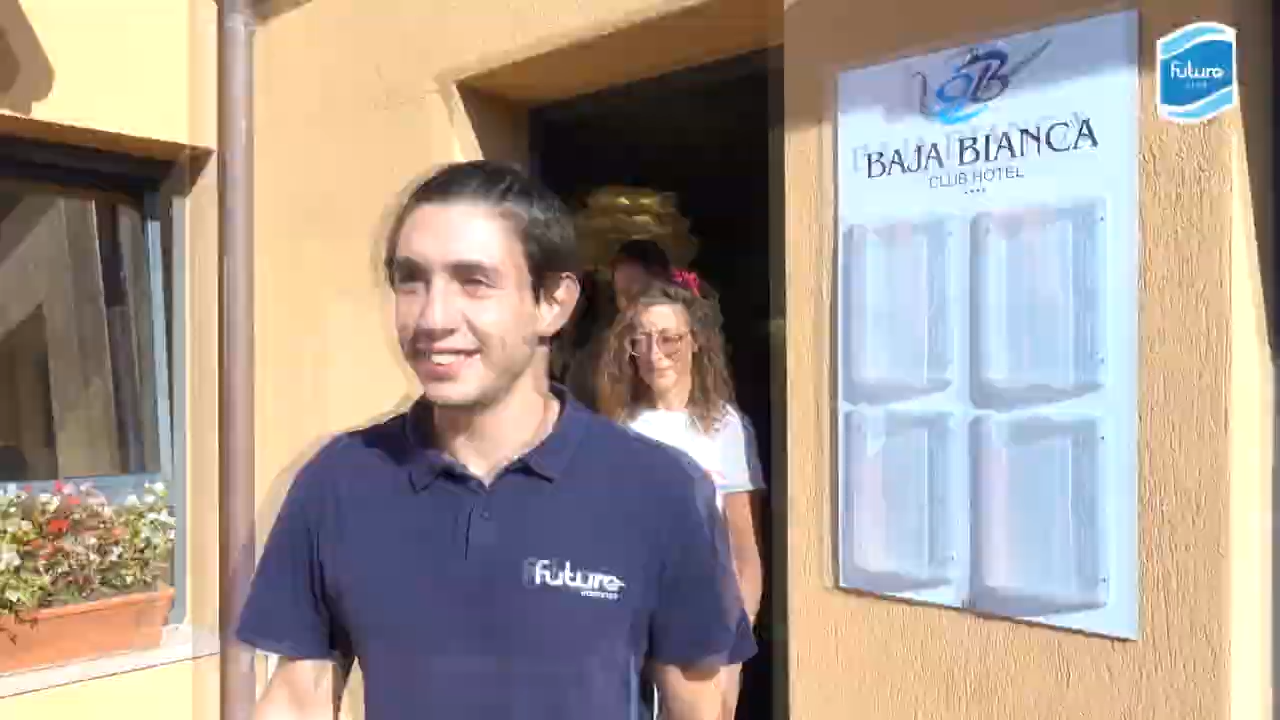 BAJA BIANCA
CLUB HOTEL
****
futura
futura